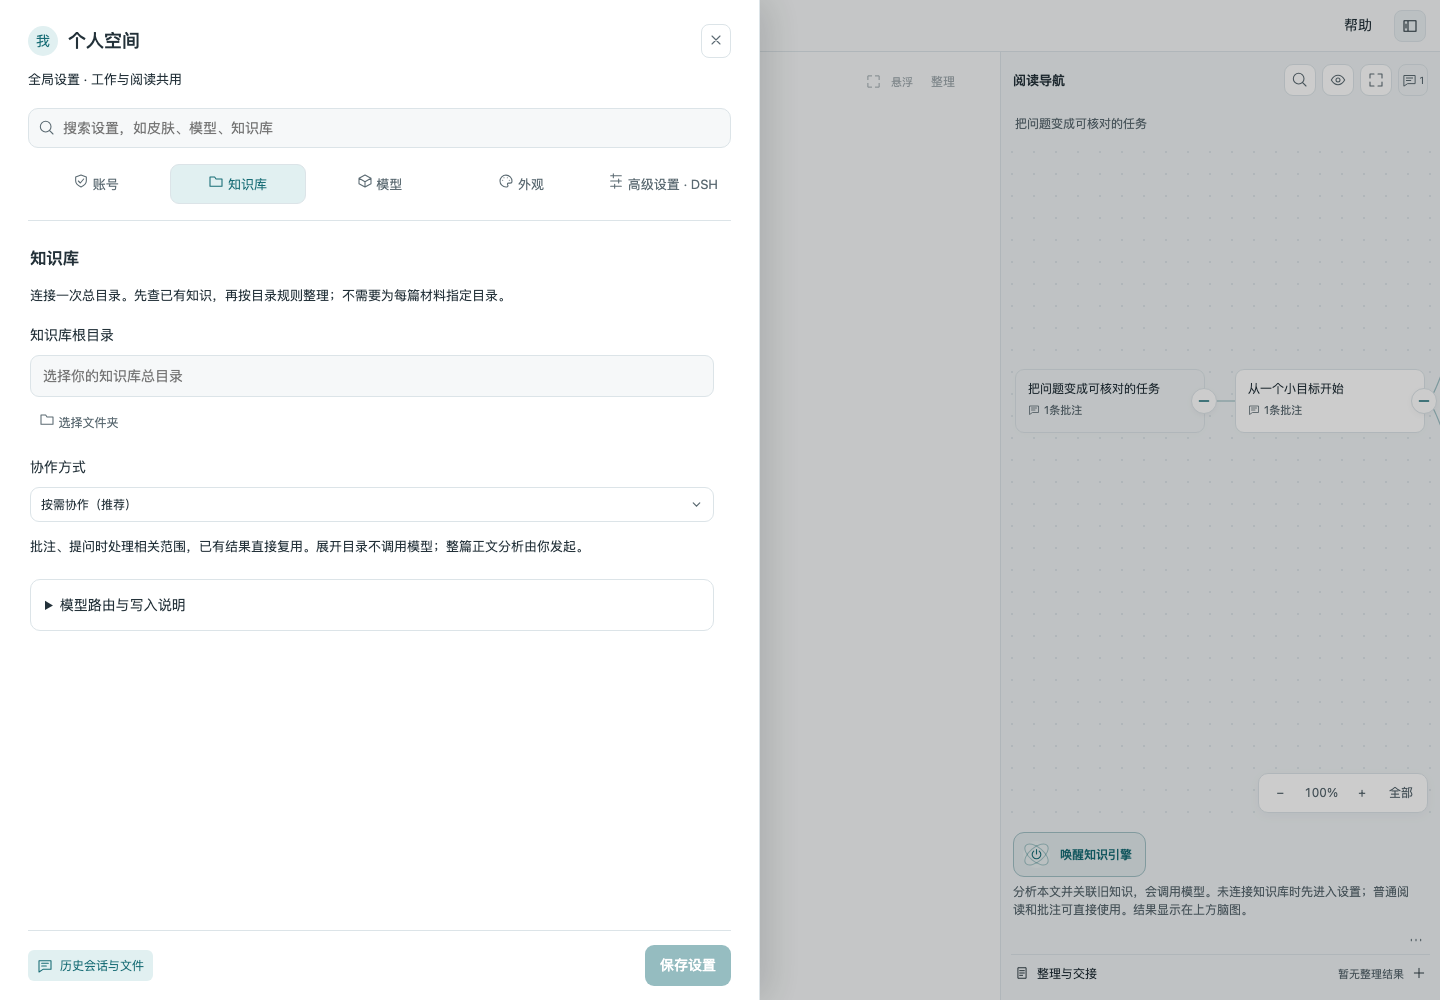 我 个人空间
全局设置 · 工作与阅读共用
搜索设置，如皮肤、模型、知识库
账号 知识库 模型 外观 高级设置 · DSH
知识库
连接一次总目录。先查已有知识，再按目录规则整理；不需要为每篇材料指定目录。
知识库根目录
选择你的知识库总目录
选择文件夹
协作方式
按需协作（推荐）
批注、提问时处理相关范围，已有结果直接复用。展开目录不调用模型；整篇正文分析由你发起。
模型路由与写入说明
历史会话与文件 保存设置
帮助
悬浮 整理
阅读导航 1
把问题变成可核对的任务
把问题变成可核对的任务
1条批注
从一个小目标开始
1条批注
− 100% + 全部
唤醒知识引擎
分析本文并关联旧知识，会调用模型。未连接知识库时先进入设置；普通阅
读和批注可直接使用。结果显示在上方脑图。
…
整理与交接 暂无整理结果 +